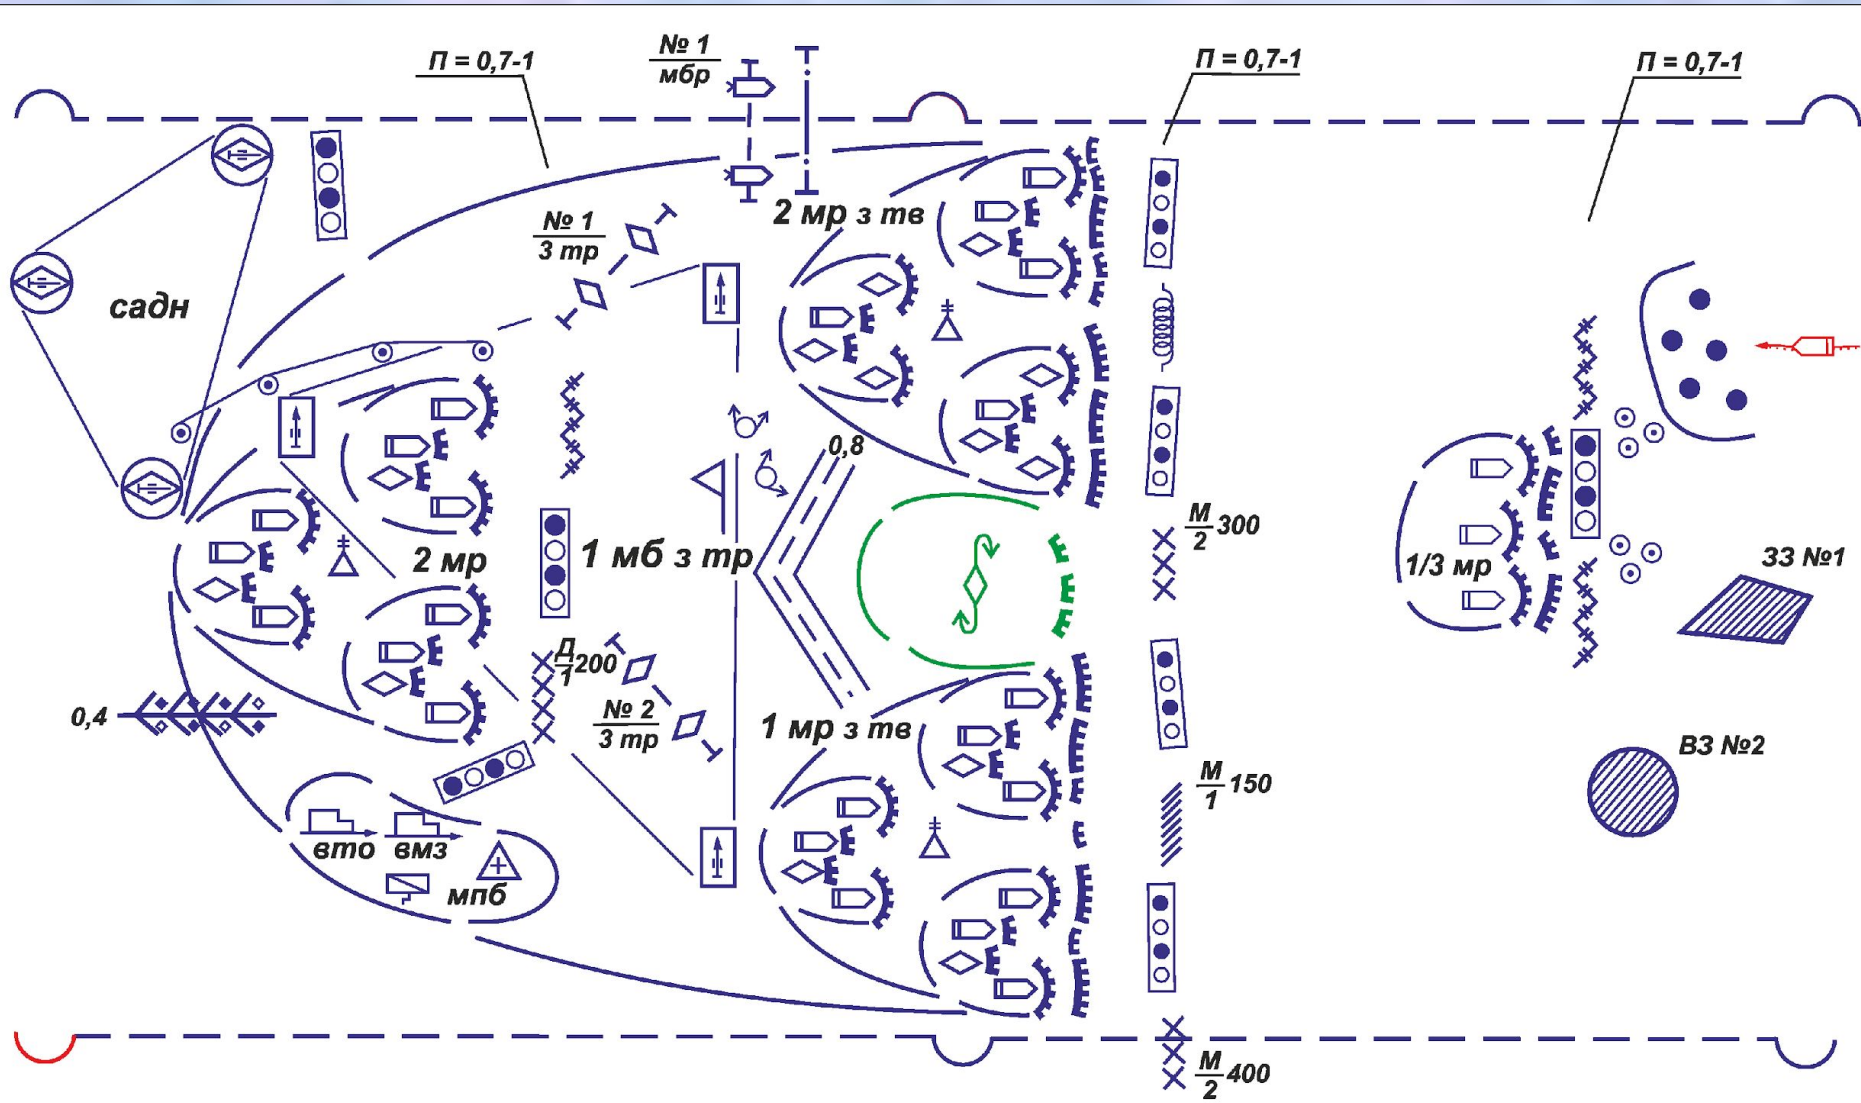 П = 0,7-1
№ 1
мбр
П = 0,7-1
П = 0,7-1
№ 1
3 тр
2 мр з тв
садн
0,8
2 мр
1 мб з тр
М
2
300
1/3 мр
ЗЗ №1
Д
1
200
0,4
№ 2
3 тр
1 мр з тв
ВЗ №2
М
1
150
вто
вмз
мпб
М
2
400